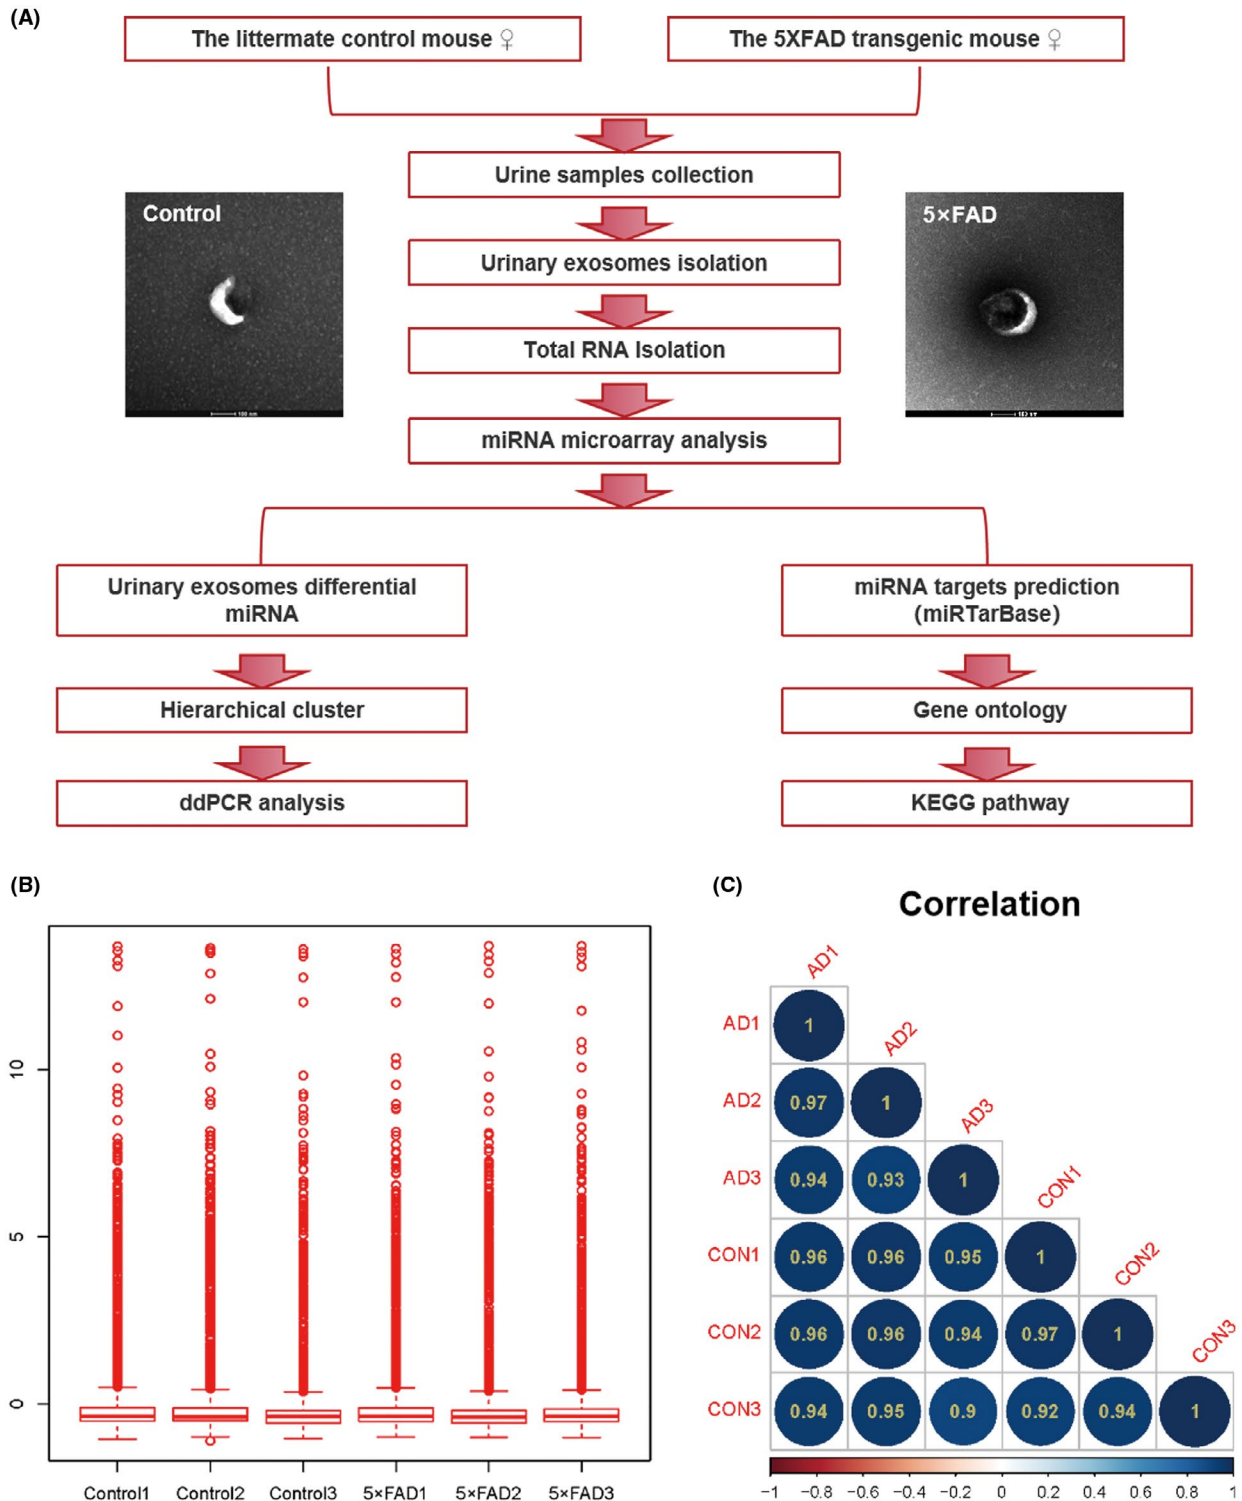 (A)
The littermate control mouse ♀
The 5XFAD transgenic mouse ♀
Urine samples collection
Control
5×FAD
Urinary exosomes isolation
Total RNA Isolation
100 nm
miRNA microarray analysis
Urinary exosomes differential
miRNA
miRNA targets prediction
(miRTarBase)
Hierarchical cluster
Gene ontology
ddPCR analysis
KEGG pathway
(B)
10
5
0
Control1 Control2 Control3 5×FAD1 5×FAD2 5×FAD3
(C)
Correlation
AD1
AD1 1
AD2
AD2 0.97 1
AD3
AD3 0.94 0.93 1
CON1
CON1 0.96 0.96 0.95 1
CON2
CON2 0.96 0.96 0.94 0.97 1
CON3
CON3 0.94 0.95 0.9 0.92 0.94 1
−1 −0.8 −0.6 −0.4 −0.2 0 0.2 0.4 0.6 0.8 1